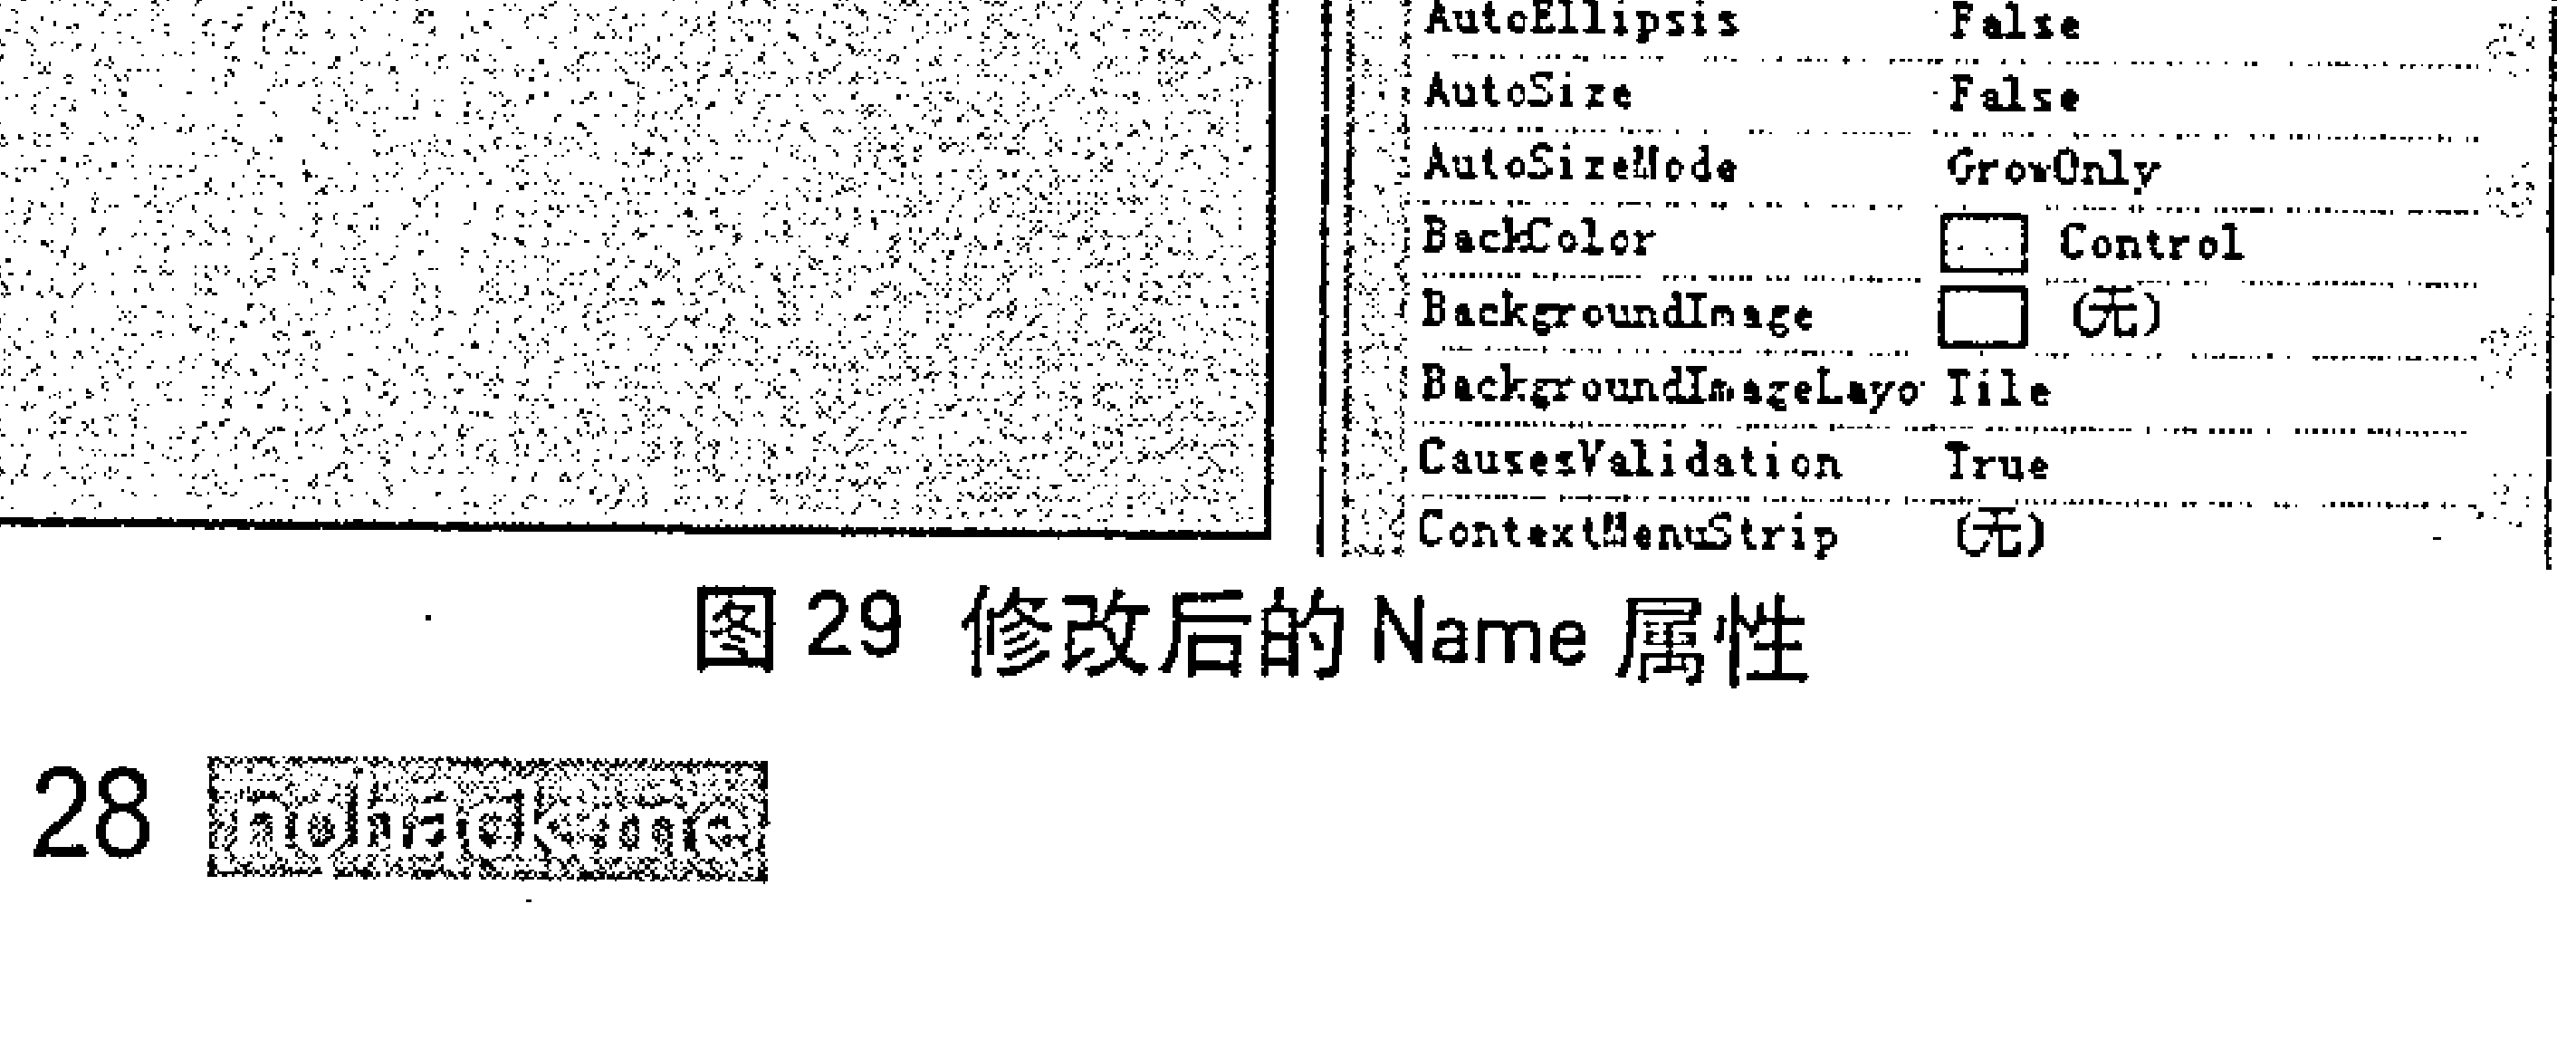 AutoEllipsis False
AutoSize False
AutoSizeMode GrowOnly
BackColor Control
BackgroundImage (无)
BackgroundImageLayo Tile
CausesValidation True
ContextMenuStrip (无)
图 29 修改后的 Name 属性
28 nohack.me